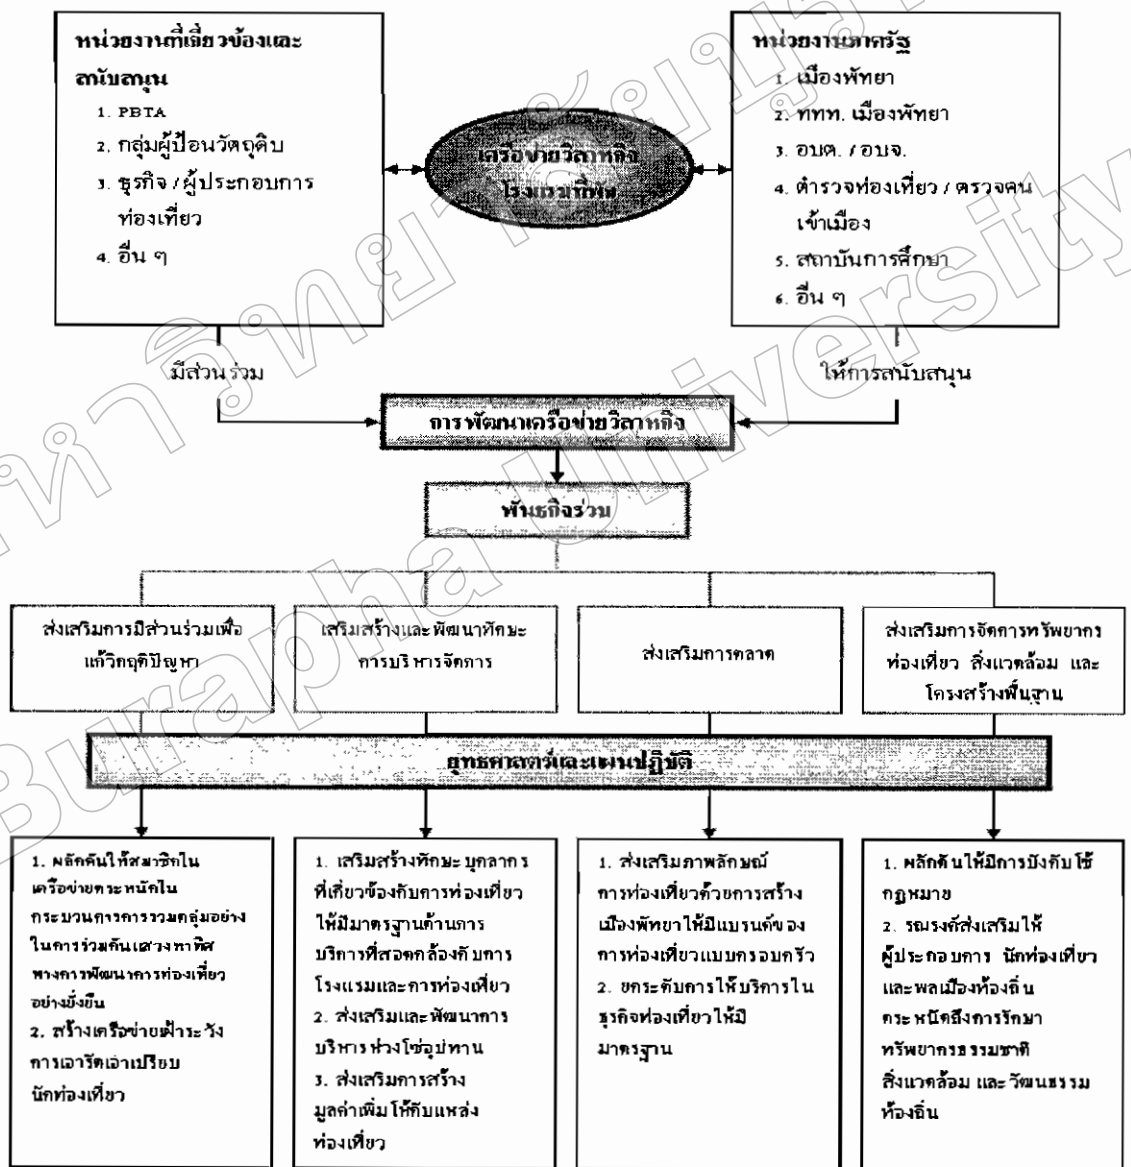 หน่วยงานที่เกี่ยวข้องและ
สนับสนุน
1. PBTA
2. กลุ่มผู้ป้อนวัตถุดิบ
3. ธุรกิจ / ผู้ประกอบการ
ท่องเที่ยว
4. อื่น ๆ
เครือข่ายวิสาหกิจ
โรงแรมที่พัก
หน่วยงานภาครัฐ
1. เมืองพัทยา
2. ททท. เมืองพัทยา
3. อบต. / อบจ.
4. ตำรวจท่องเที่ยว / ตรวจคน
เข้าเมือง
5. สถาบันการศึกษา
6. อื่น ๆ
มีส่วนร่วม
ให้การสนับสนุน
การพัฒนาเครือข่ายวิสาหกิจ
พันธกิจร่วม
ส่งเสริมการมีส่วนร่วมเพื่อ
แก้วิกฤติปัญหา
เสริมสร้างและพัฒนาทักษะ
การบริหารจัดการ
ส่งเสริมการตลาด
ส่งเสริมการจัดการทรัพยากร
ท่องเที่ยว สิ่งแวดล้อม และ
โครงสร้างพื้นฐาน
ยุทธศาสตร์และแผนปฏิบัติ
1. ผลักดันให้สมาชิกใน
เครือข่ายตระหนักใน
กระบวนการการรวมกลุ่มอย่าง
ในการร่วมกันแสวงหาทิศ
ทางการพัฒนาการท่องเที่ยว
อย่างยั่งยืน
2. สร้างเครือข่ายเฝ้าระวัง
การเอารัดเอาเปรียบ
นักท่องเที่ยว
1. เสริมสร้างทักษะบุคลากร
ที่เกี่ยวข้องกับการท่องเที่ยว
ให้มีมาตรฐานด้านการ
บริการที่สอดคล้องกับการ
โรงแรมและการท่องเที่ยว
2. ส่งเสริมและพัฒนาการ
บริหารห่วงโซ่อุปทาน
3. ส่งเสริมการสร้าง
มูลค่าเพิ่มให้กับแหล่ง
ท่องเที่ยว
1. ส่งเสริมภาพลักษณ์
การท่องเที่ยวด้วยการสร้าง
เมืองพัทยาให้มีแบรนด์ของ
การท่องเที่ยวแบบครอบครัว
2. ยกระดับการให้บริการใน
ธุรกิจท่องเที่ยวให้มี
มาตรฐาน
1. ผลักดันให้มีการบังคับใช้
กฎหมาย
2. รณรงค์ส่งเสริมให้
ผู้ประกอบการ นักท่องเที่ยว
และพลเมืองท้องถิ่น
ตระหนักถึงการรักษา
ทรัพยากรธรรมชาติ
สิ่งแวดล้อม และวัฒนธรรม
ท้องถิ่น
Burapha University